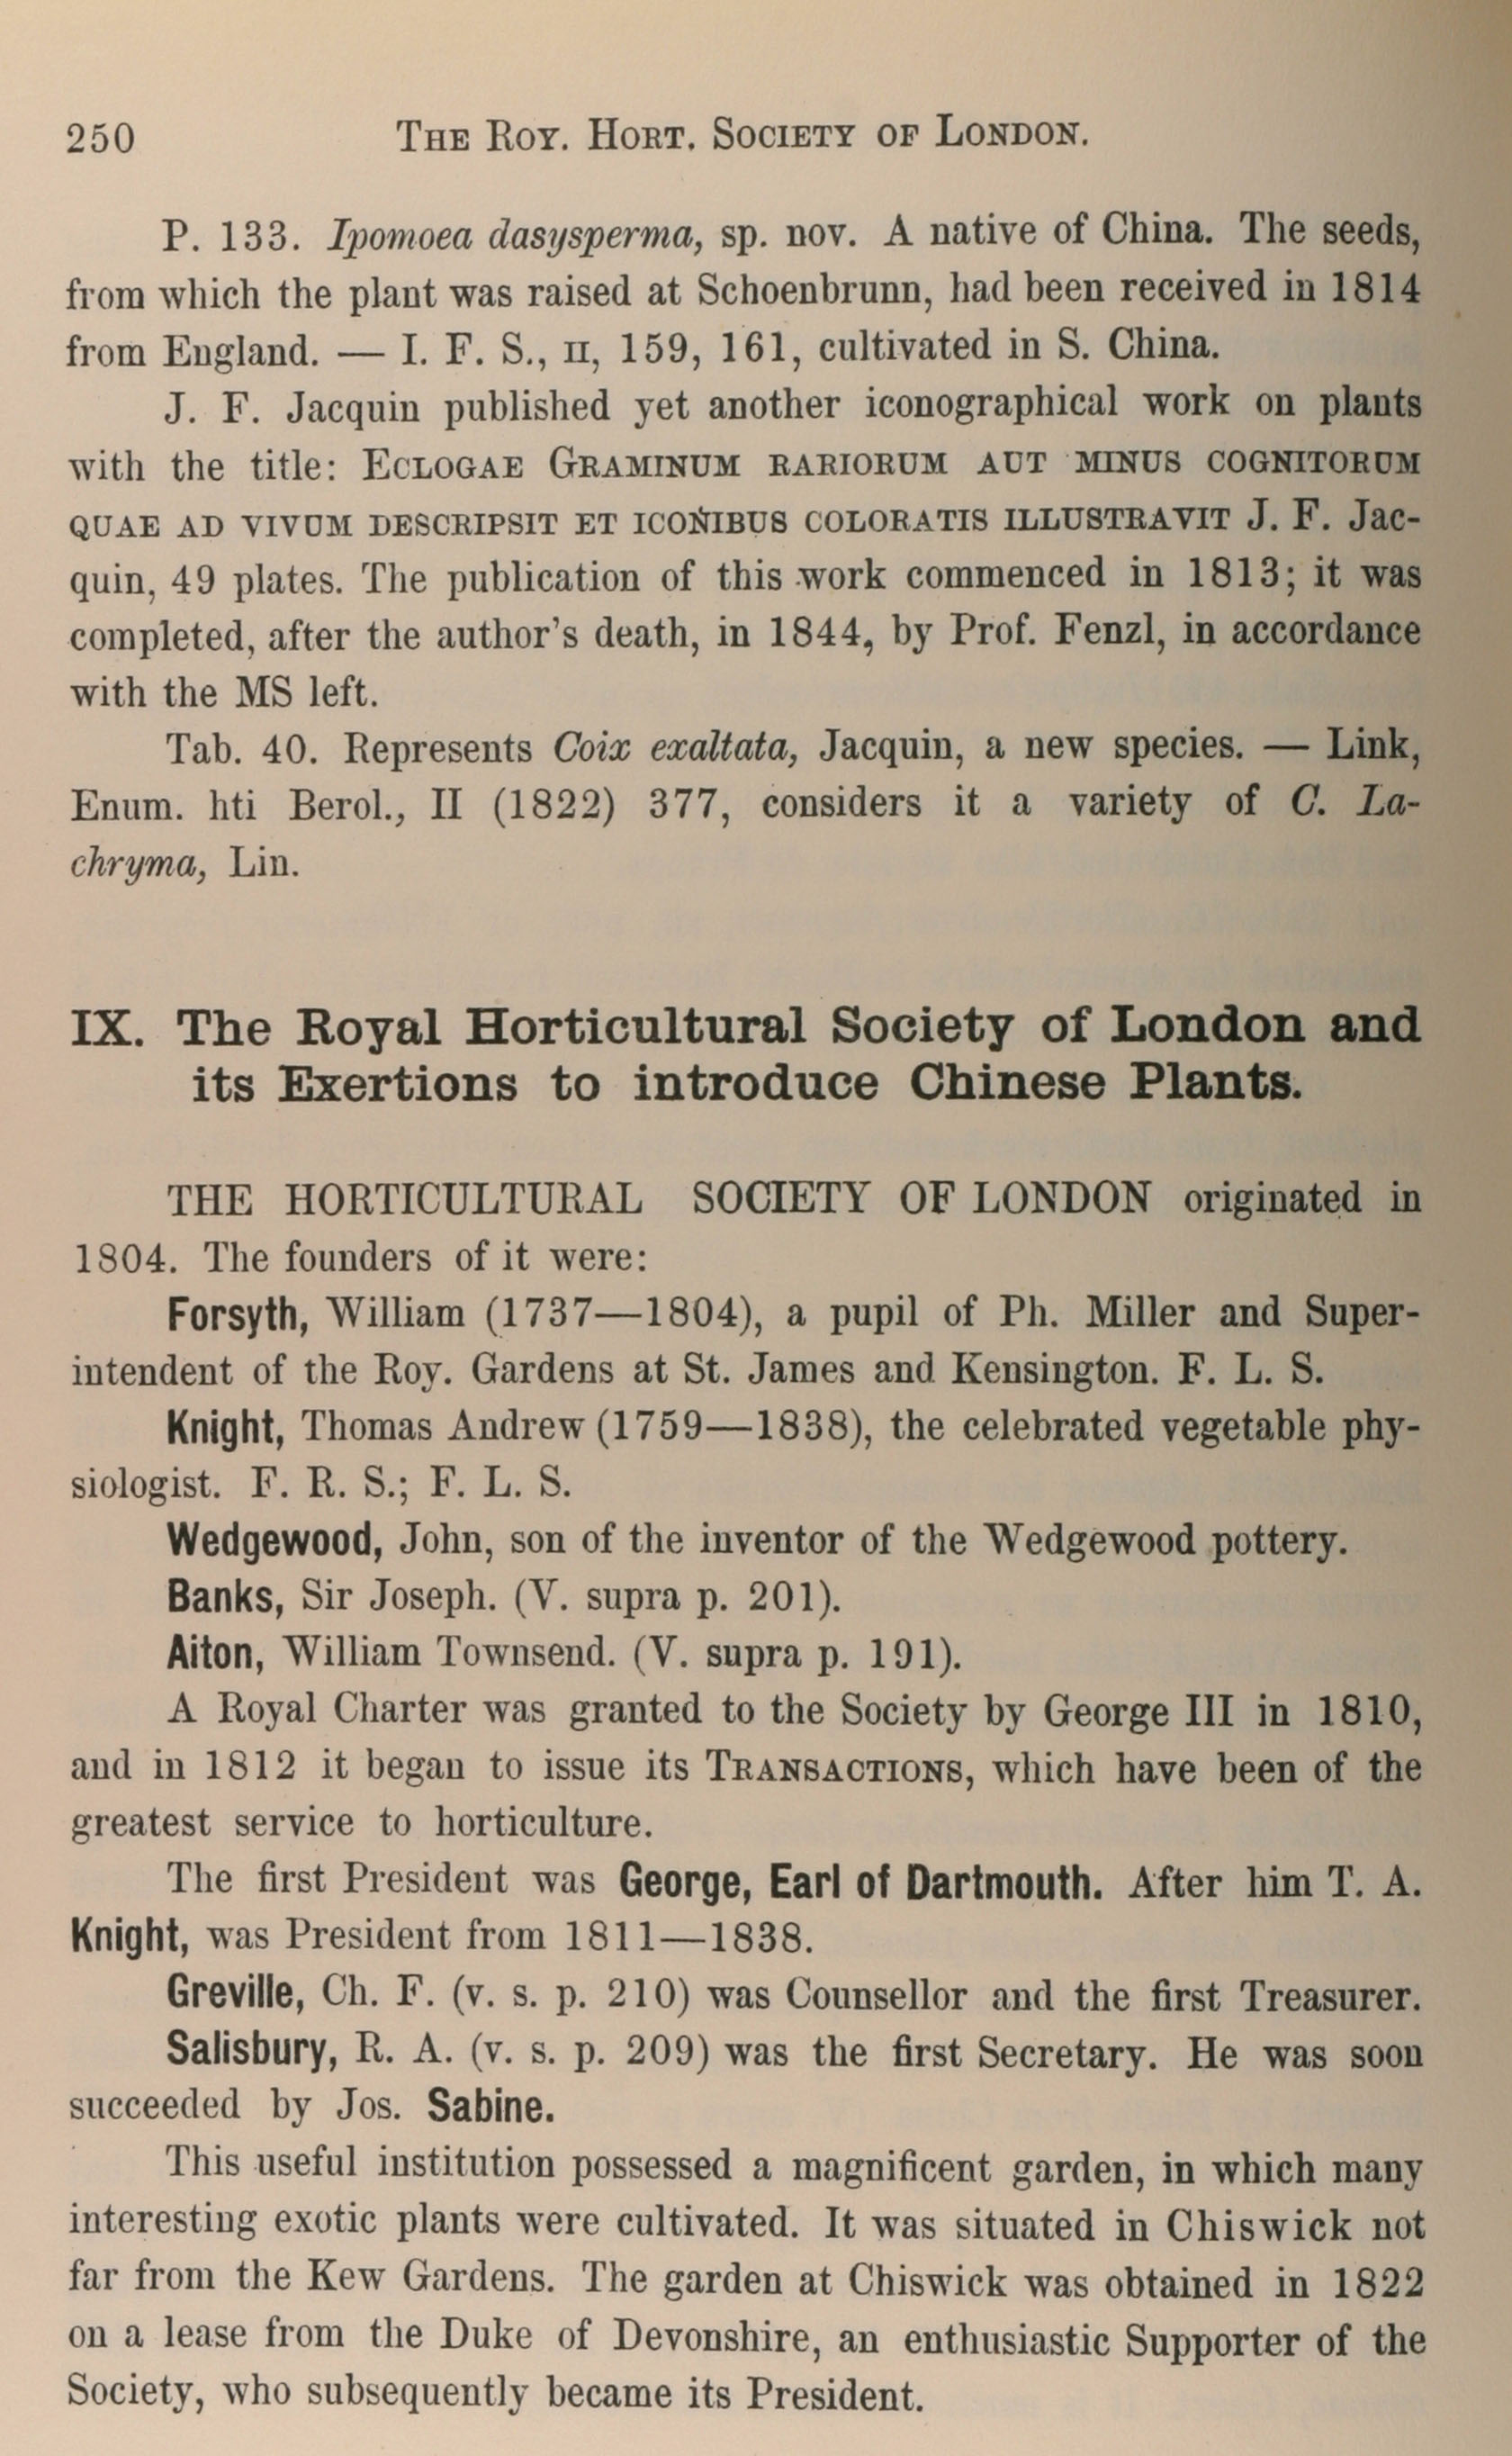 250 THE ROY. HORT. SOCIETY OF LONDON.
P. 133. Ipomoea dasysperma, sp. nov. A native of China. The seeds,
from which the plant was raised at Schoenbrunn, had been received in 1814
from England. — I. F. S., II, 159, 161, cultivated in S. China.
J. F. Jacquin published yet another iconographical work on plants
with the title: ECLOGAE GRAMINUM RARIORUM AUT MINUS COGNITORUM
QUAE AD VIVUM DESCRIPSIT ET ICONIBUS COLORATIS ILLUSTRAVIT J. F. Jac-
quin, 49 plates. The publication of this work commenced in 1813; it was
completed, after the author's death, in 1844, by Prof. Fenzl, in accordance
with the MS left.
Tab. 40. Represents Coix exaltata, Jacquin, a new species. — Link,
Enum. hti Berol., II (1822) 377, considers it a variety of C. La-
chryma, Lin.
IX. The Royal Horticultural Society of London and
its Exertions to introduce Chinese Plants.
THE HORTICULTURAL SOCIETY OF LONDON originated in
1804. The founders of it were:
Forsyth, William (1737—1804), a pupil of Ph. Miller and Super-
intendent of the Roy. Gardens at St. James and Kensington. F. L. S.
Knight, Thomas Andrew (1759—1838), the celebrated vegetable phy-
siologist. F. R. S.; F. L. S.
Wedgewood, John, son of the inventor of the Wedgewood pottery.
Banks, Sir Joseph. (V. supra p. 201).
Aiton, William Townsend. (V. supra p. 191).
A Royal Charter was granted to the Society by George III in 1810,
and in 1812 it began to issue its TRANSACTIONS, which have been of the
greatest service to horticulture.
The first President was George, Earl of Dartmouth. After him T. A.
Knight, was President from 1811—1838.
Greville, Ch. F. (v. s. p. 210) was Counsellor and the first Treasurer.
Salisbury, R. A. (v. s. p. 209) was the first Secretary. He was soon
succeeded by Jos. Sabine.
This useful institution possessed a magnificent garden, in which many
interesting exotic plants were cultivated. It was situated in Chiswick not
far from the Kew Gardens. The garden at Chiswick was obtained in 1822
on a lease from the Duke of Devonshire, an enthusiastic Supporter of the
Society, who subsequently became its President.